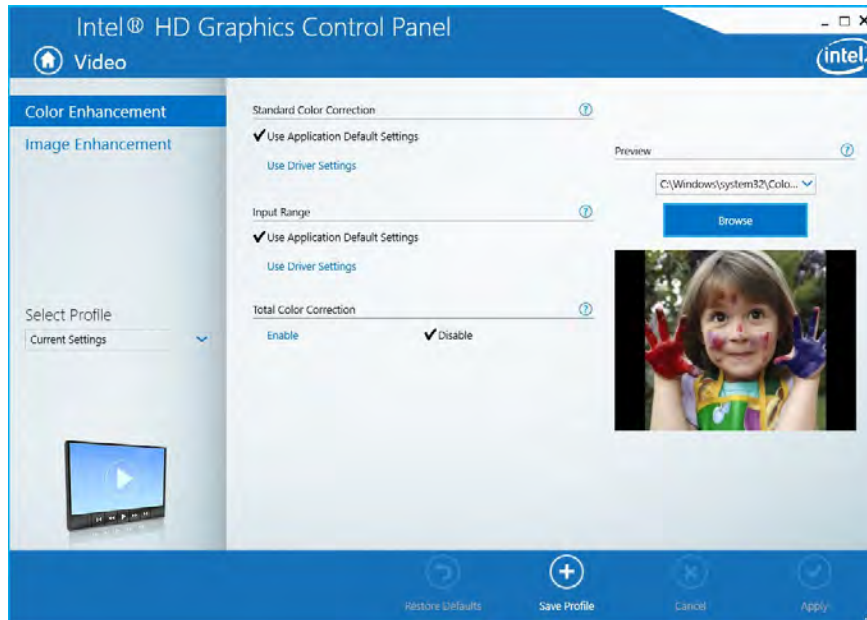 Intel® HD Graphics Control Panel
Video
intel
Color Enhancement
Image Enhancement
Select Profile
Current Settings
Standard Color Correction
Use Application Default Settings
Use Driver Settings
Input Range
Use Application Default Settings
Use Driver Settings
Total Color Correction
Enable Disable
Preview
C:\Windows\system32\Colo...
Browse
Restore Defaults Save Profile Cancel Apply